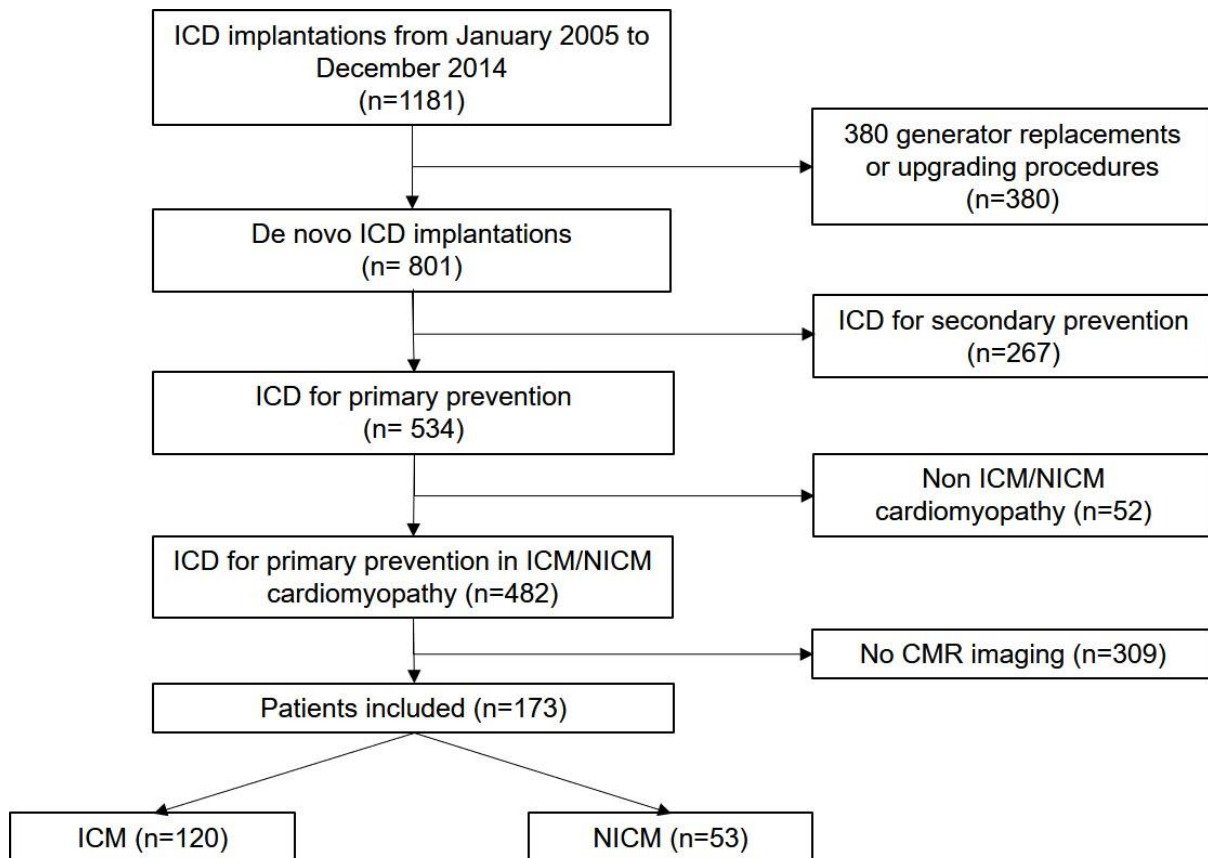 ICD implantations from January 2005 to
December 2014
(n=1181)
380 generator replacements
or upgrading procedures
(n=380)
De novo ICD implantations
(n= 801)
ICD for secondary prevention
(n=267)
ICD for primary prevention
(n= 534)
Non ICM/NICM
cardiomyopathy (n=52)
ICD for primary prevention in ICM/NICM
cardiomyopathy (n=482)
No CMR imaging (n=309)
Patients included (n=173)
ICM (n=120)
NICM (n=53)